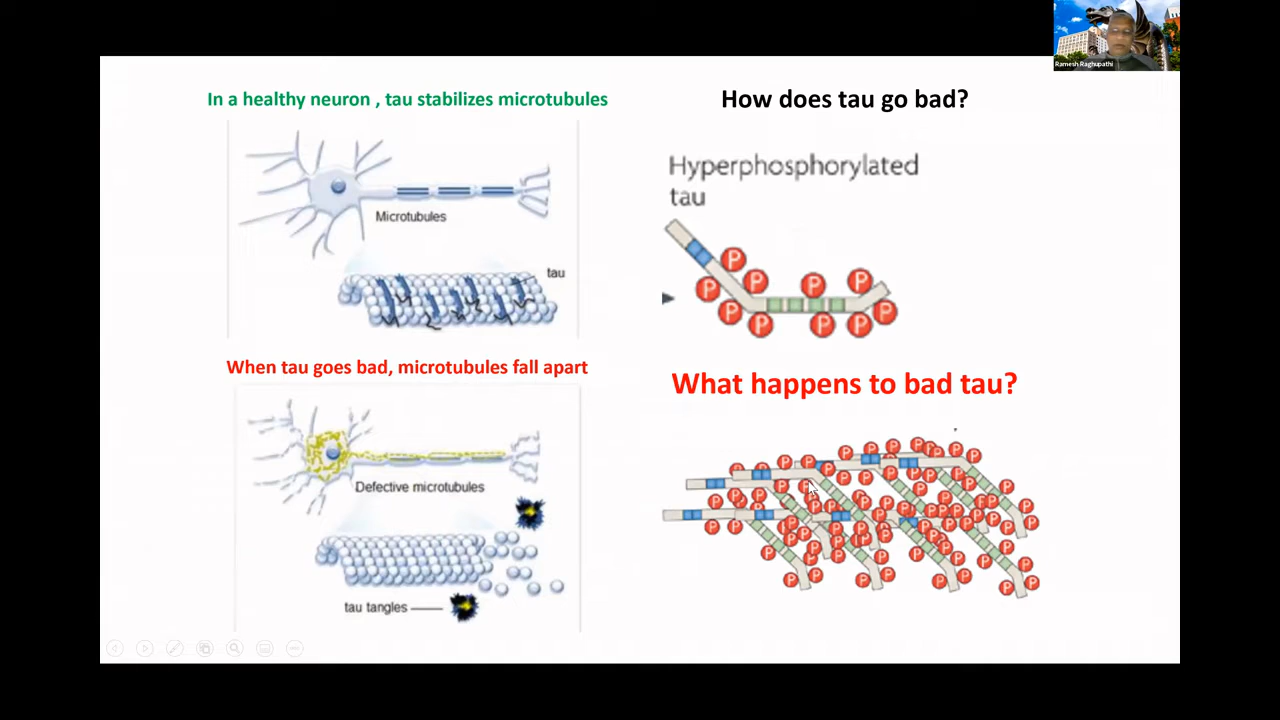 Ramesh Raghupathi
In a healthy neuron , tau stabilizes microtubules
Microtubules
tau
When tau goes bad, microtubules fall apart
Defective microtubules
tau tangles
How does tau go bad?
Hyperphosphorylated
tau
P P P P P P P P P P P
What happens to bad tau?